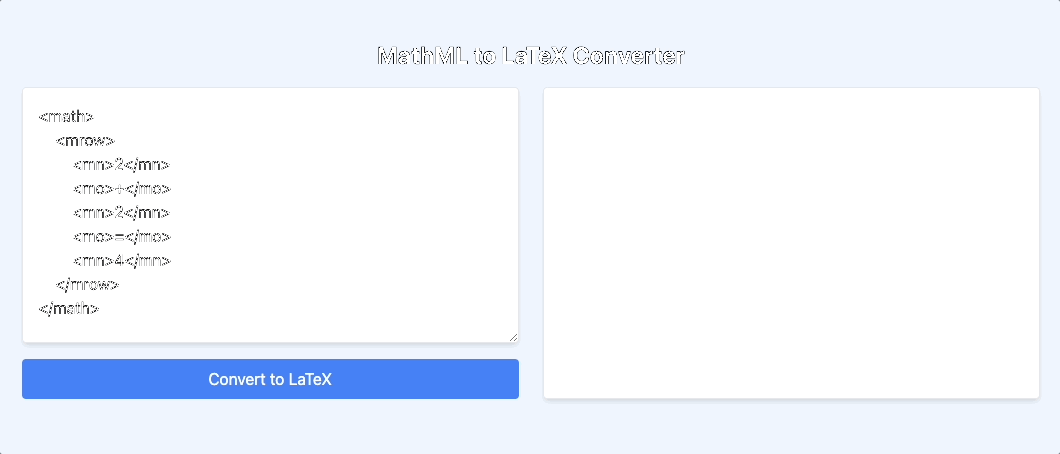 MathML to LaTeX Converter
<math>
<mrow>
<mn>2</mn>
<mo>+</mo>
<mn>2</mn>
<mo>=</mo>
<mn>4</mn>
</mrow>
</math>
Convert to LaTeX